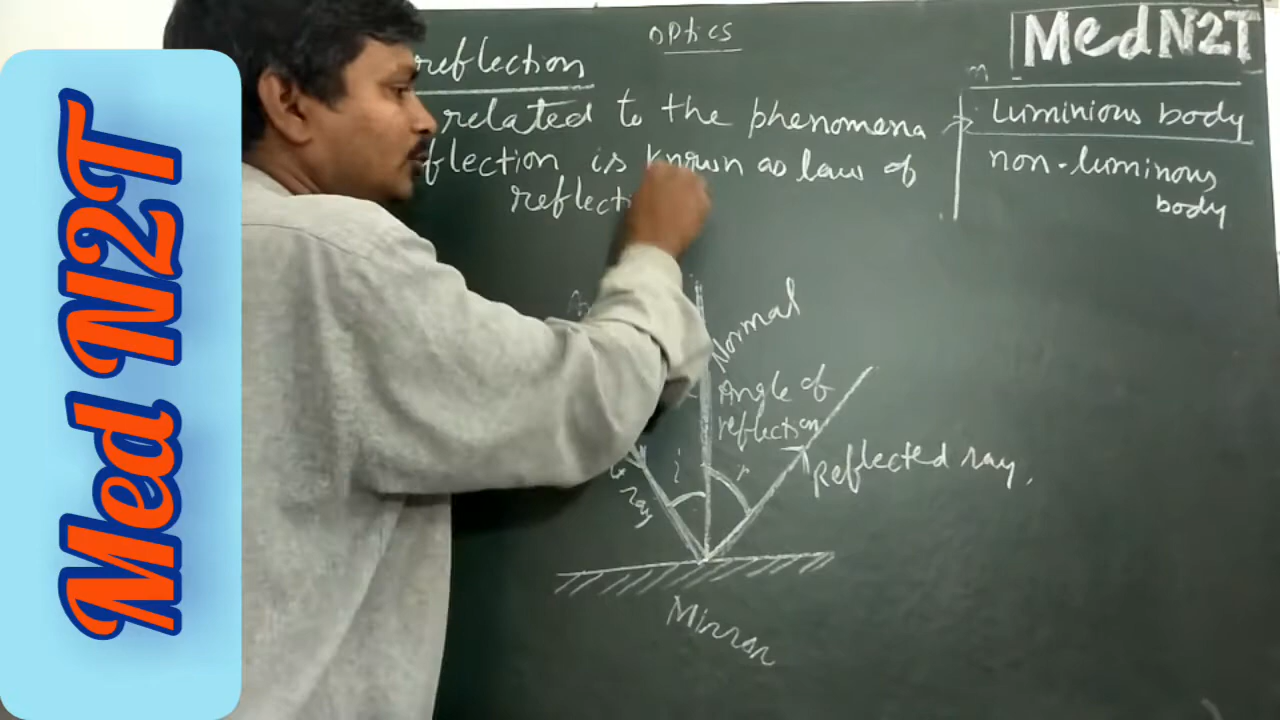 Med N2T
OPtics
MedN2T
reflection
related to the phenomena
flection is known as law of
reflecti
luminious body
non-luminous
body
Normal
Angle of
reflection
i
r
Reflected ray.
ray
Mirror